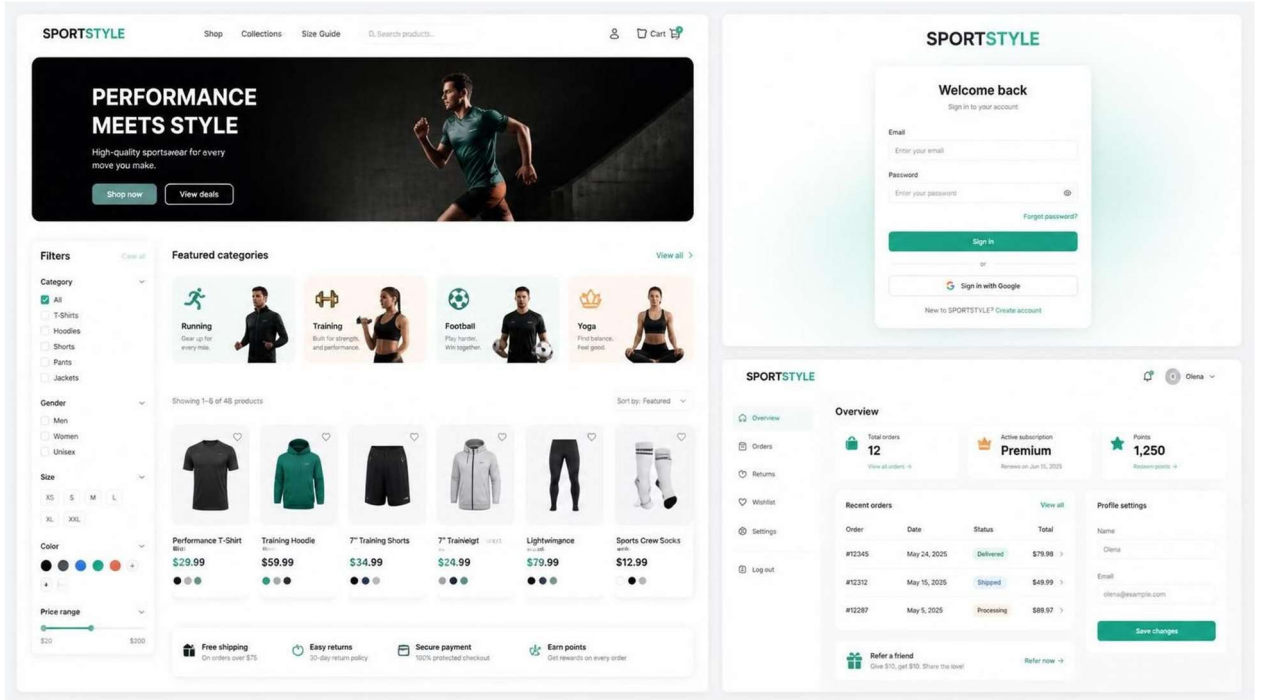 SPORTSTYLE
Shop
Collections
Size Guide
Search products..
Cart
PERFORMANCE
MEETS STYLE
High-quality sportswear for every
move you make.
Shop now
View deals
Filters
Clear all
Category
All
T-Shirts
Hoodies
Shorts
Pants
Jackets
Gender
Men
Women
Unisex
Size
XS S M L
XL XXL
Color
+
Price range
$20 $200
Featured categories
View all >
Running
Gear up for
every mile.
Training
Built for strength,
and performance.
Football
Play harder,
Win together.
Yoga
Find balance.
Feel good.
Showing 1–6 of 48 products
Sort by: Featured
Performance T-Shirt
$29.99
Training Hoodie
$59.99
7" Training Shorts
$34.99
7" Traiɴieigt
$24.99
Lightwimgance
$79.99
Sports Crew Socks
$12.99
Free shipping
On orders over $75
Easy returns
30-day return policy
Secure payment
100% protected checkout
Earn points
Get rewards on every order
SPORTSTYLE
Welcome back
Sign in to your account
Email
Enter your email
Password
Enter your password
Forgot password?
Sign in
or
Sign in with Google
New to SPORTSTYLE? Create account
SPORTSTYLE
Olena
Overview
Orders
Returns
Wishlist
Settings
Log out
Overview
Total orders
12
View all orders →
Active subscription
Premium
Renews on Jun 15, 2025
Points
1,250
Redeem points →
Recent orders
View all
Order Date Status Total
#12345 May 24, 2025 Delivered $79.98 >
#12312 May 15, 2025 Shipped $49.99 >
#12287 May 5, 2025 Processing $89.97 >
Refer a friend
Give $10, get $10. Share the love!
Refer now →
Profile settings
Name
Olena
Email
olena@example.com
Save changes